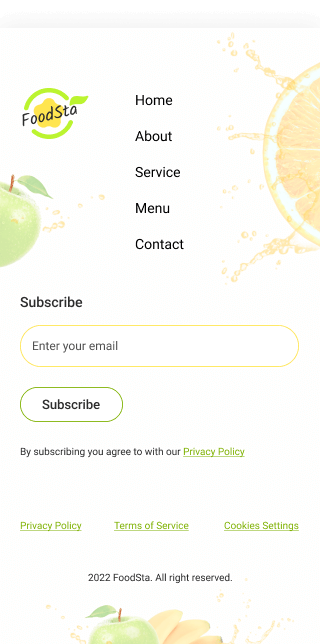 FoodSta
Home
About
Service
Menu
Contact
Subscribe
Enter your email
Subscribe
By subscribing you agree to with our Privacy Policy
Privacy Policy Terms of Service Cookies Settings
2022 FoodSta. All right reserved.